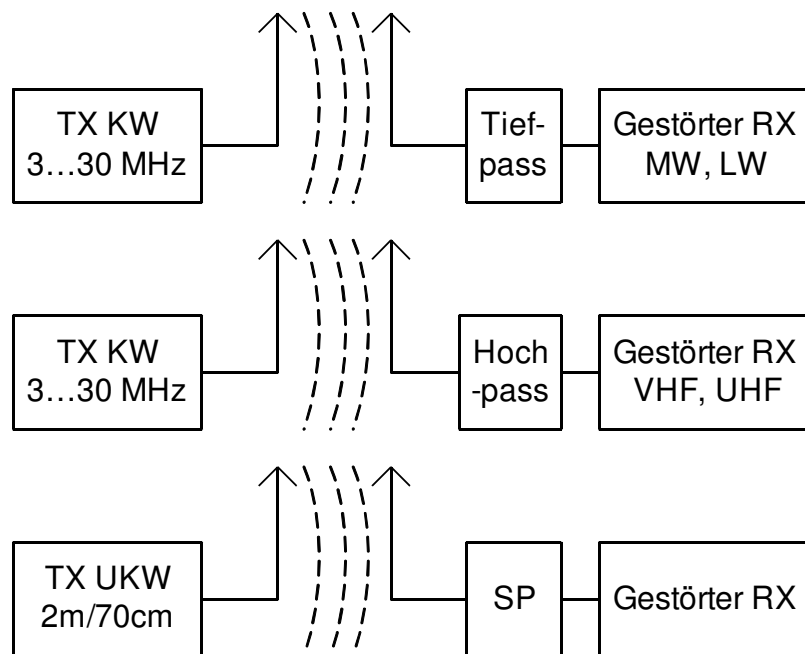 TX KW
3...30 MHz
Tief-
pass
Gestörter RX
MW, LW
TX KW
3...30 MHz
Hoch
-pass
Gestörter RX
VHF, UHF
TX UKW
2m/70cm
SP
Gestörter RX